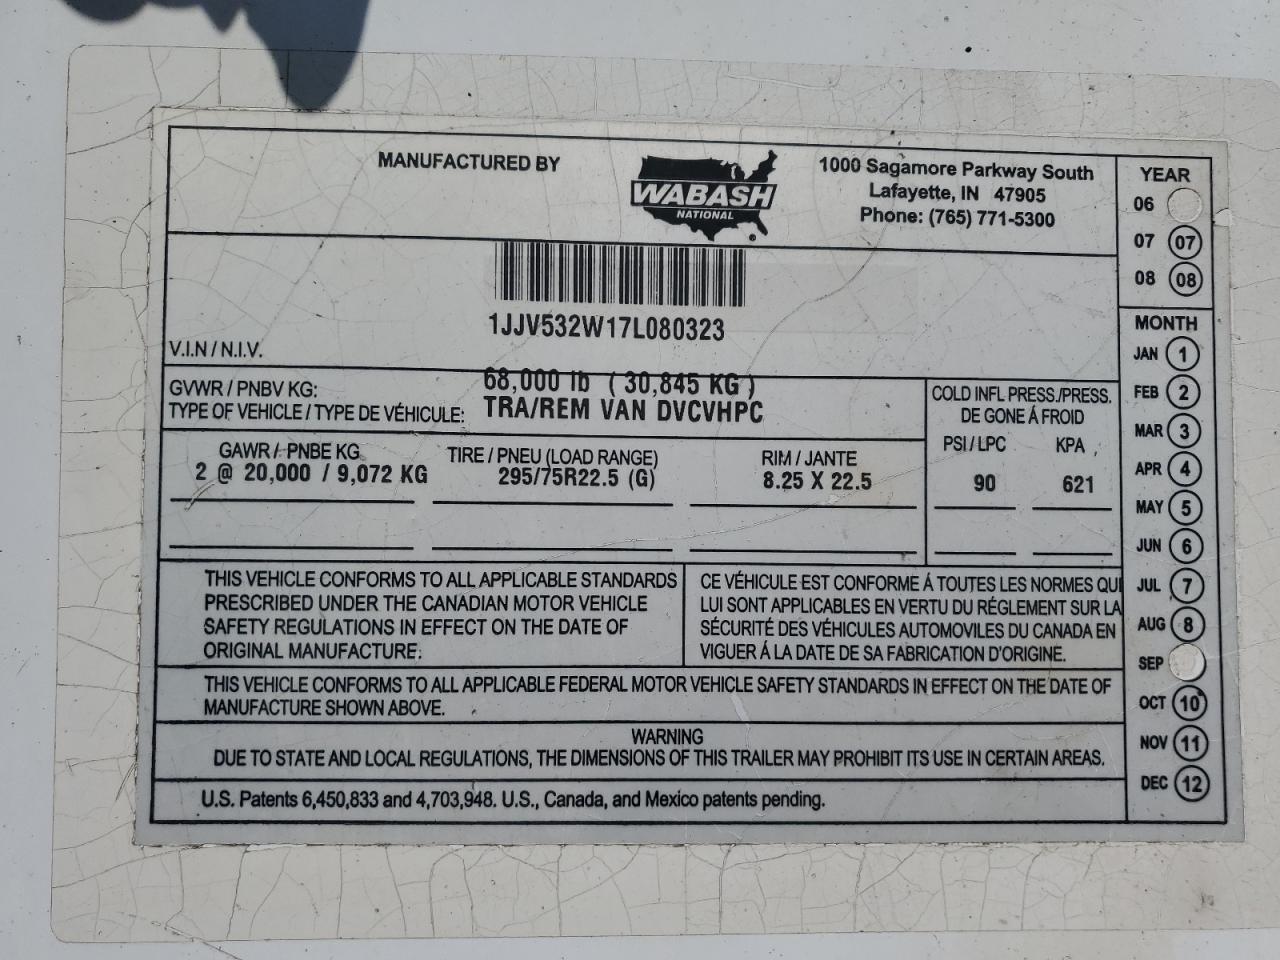 MANUFACTURED BY
WABASH
NATIONAL
®
1000 Sagamore Parkway South
Lafayette, IN 47905
Phone: (765) 771-5300
1JJV532W17L080323
V.I.N / N.I.V.
GVWR / PNBV KG: 68,000 lb ( 30,845 KG )
TYPE OF VEHICLE / TYPE DE VÉHICULE: TRA/REM VAN DVCVHPC
COLD INFL PRESS./PRESS.
DE GONE Á FROID
PSI / LPC KPA
90 621
GAWR / PNBE KG TIRE / PNEU (LOAD RANGE) RIM / JANTE
2 @ 20,000 / 9,072 KG 295/75R22.5 (G) 8.25 X 22.5
THIS VEHICLE CONFORMS TO ALL APPLICABLE STANDARDS
PRESCRIBED UNDER THE CANADIAN MOTOR VEHICLE
SAFETY REGULATIONS IN EFFECT ON THE DATE OF
ORIGINAL MANUFACTURE.
CE VÉHICULE EST CONFORME Á TOUTES LES NORMES QUI
LUI SONT APPLICABLES EN VERTU DU RÉGLEMENT SUR LA
SÉCURITÉ DES VÉHICULES AUTOMOVILES DU CANADA EN
VIGUER Á LA DATE DE SA FABRICATION D'ORIGINE.
THIS VEHICLE CONFORMS TO ALL APPLICABLE FEDERAL MOTOR VEHICLE SAFETY STANDARDS IN EFFECT ON THE DATE OF
MANUFACTURE SHOWN ABOVE.
WARNING
DUE TO STATE AND LOCAL REGULATIONS, THE DIMENSIONS OF THIS TRAILER MAY PROHIBIT ITS USE IN CERTAIN AREAS.
U.S. Patents 6,450,833 and 4,703,948. U.S., Canada, and Mexico patents pending.
YEAR
06
07 07
08 08
MONTH
JAN 1
FEB 2
MAR 3
APR 4
MAY 5
JUN 6
JUL 7
AUG 8
SEP
OCT 10
NOV 11
DEC 12